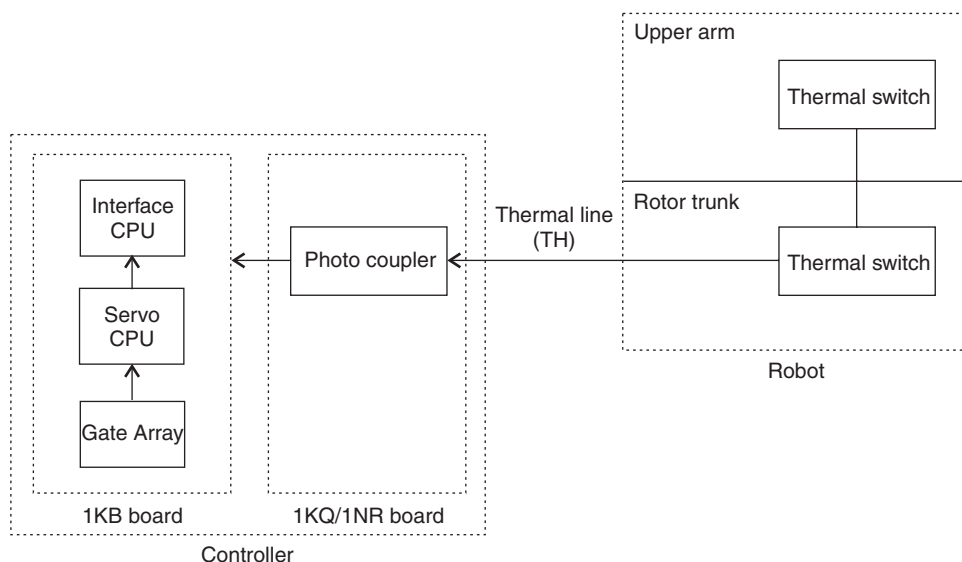 Upper arm
Thermal switch
Rotor trunk
Thermal switch
Robot
Thermal line
(TH)
Interface
CPU
Servo
CPU
Gate Array
Photo coupler
1KB board
1KQ/1NR board
Controller